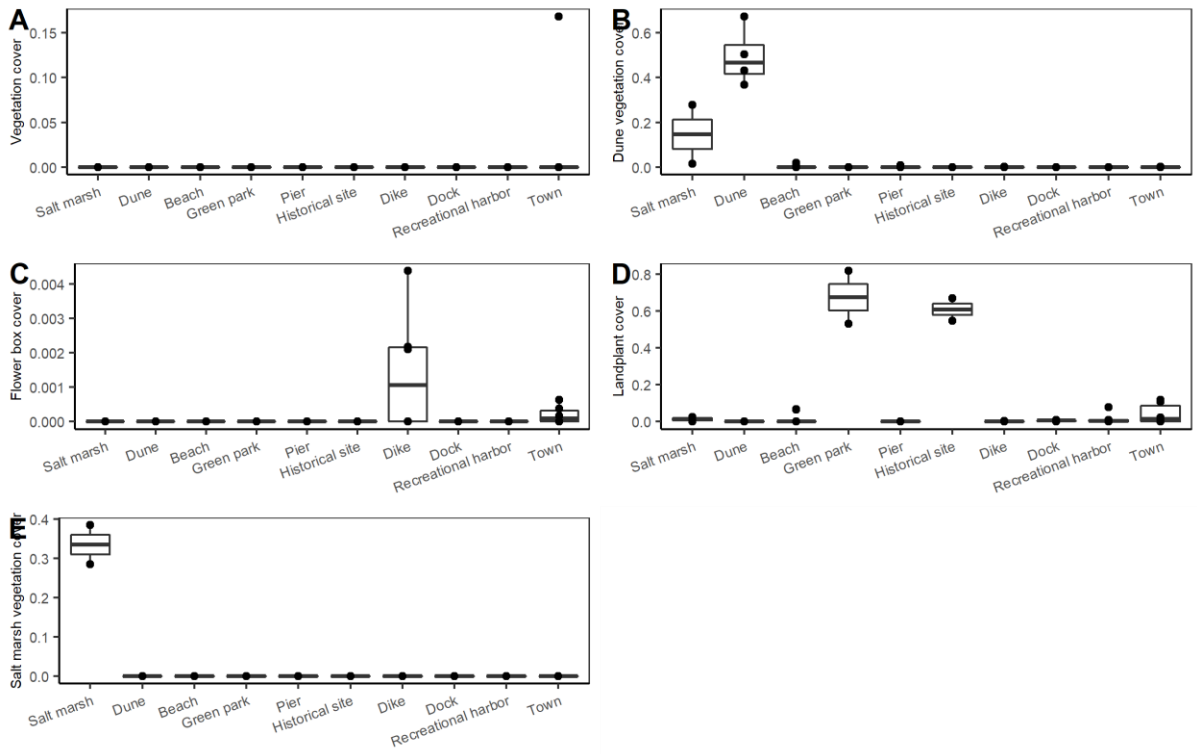 A
Vegetation cover
0.15
0.10
0.05
0.00
Salt marsh
Dune
Beach
Green park
Pier
Historical site
Dike
Dock
Recreational harbor
Town
B
Dune vegetation cover
0.6
0.4
0.2
0.0
Salt marsh
Dune
Beach
Green park
Pier
Historical site
Dike
Dock
Recreational harbor
Town
C
Flower box cover
0.004
0.003
0.002
0.001
0.000
Salt marsh
Dune
Beach
Green park
Pier
Historical site
Dike
Dock
Recreational harbor
Town
D
Landplant cover
0.8
0.6
0.4
0.2
0.0
Salt marsh
Dune
Beach
Green park
Pier
Historical site
Dike
Dock
Recreational harbor
Town
E
Salt marsh vegetation cover
0.4
0.3
0.2
0.1
0.0
Salt marsh
Dune
Beach
Green park
Pier
Historical site
Dike
Dock
Recreational harbor
Town